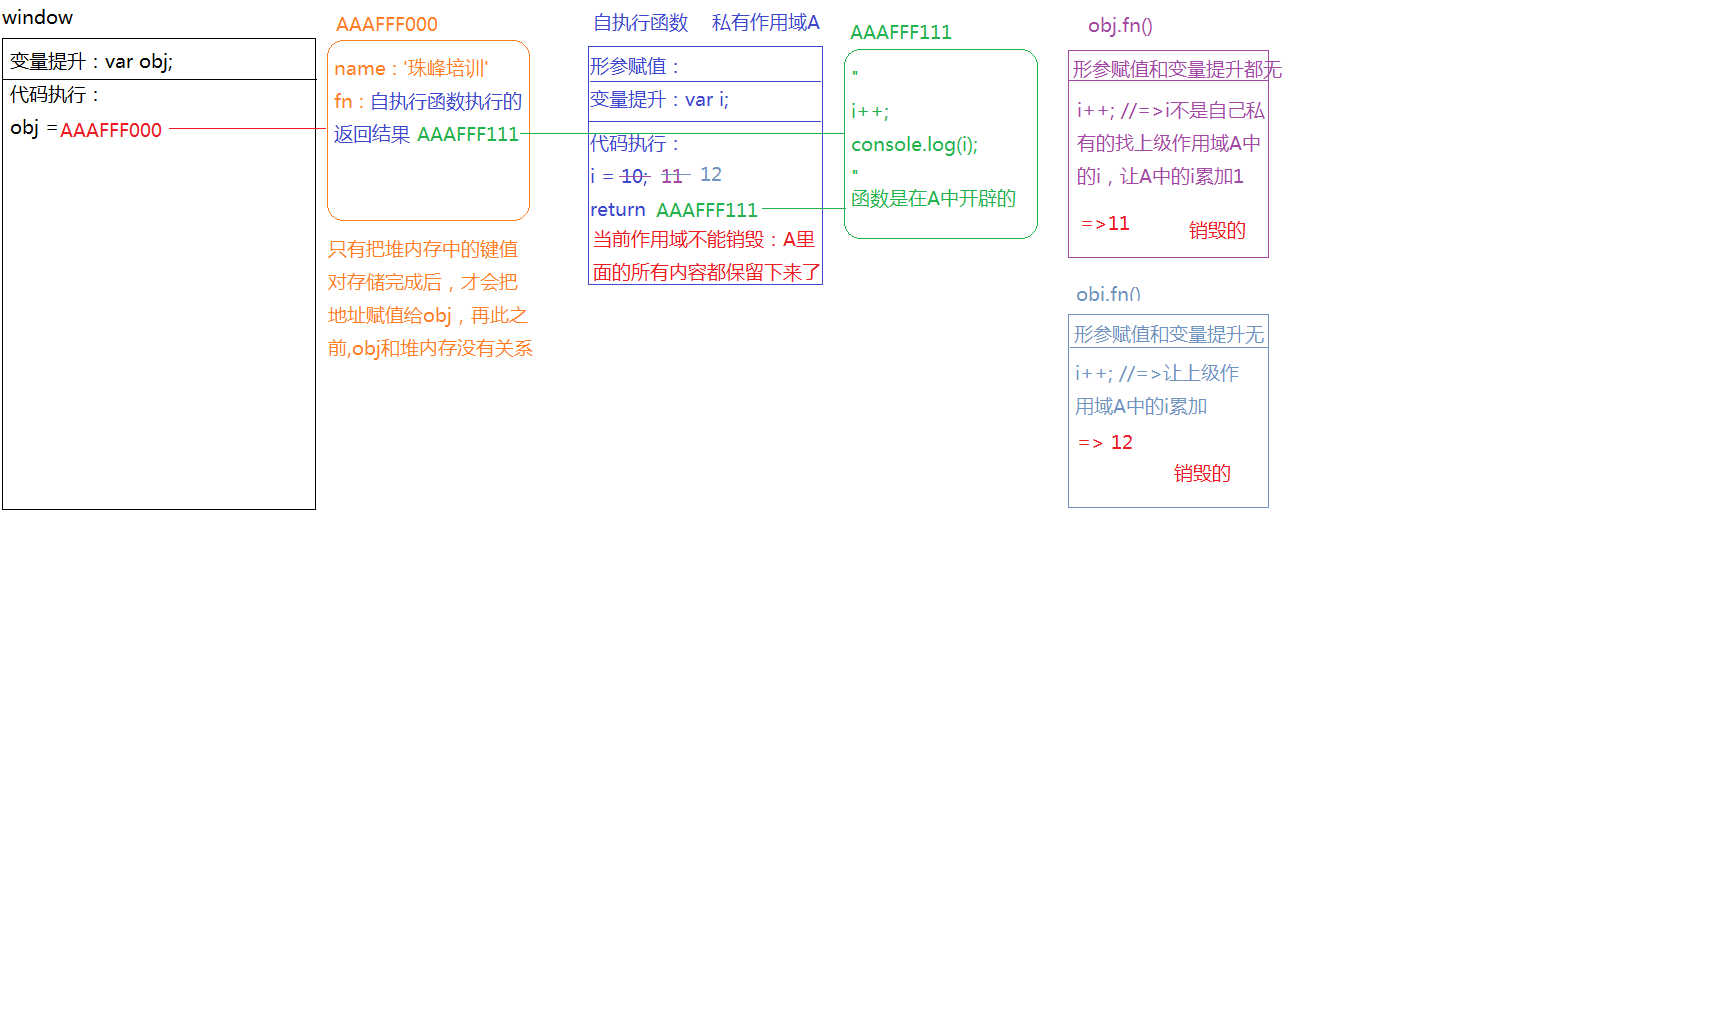 window
变量提升：var obj;
代码执行：
obj =AAAFFF000
AAAFFF000
name：'珠峰培训'
fn：自执行函数执行的
返回结果 AAAFFF111
只有把堆内存中的键值
对存储完成后，才会把
地址赋值给obj，再此之
前,obj和堆内存没有关系
自执行函数 私有作用域A
形参赋值：
变量提升：var i;
代码执行：
i = 10; 11 12
return AAAFFF111
当前作用域不能销毁：A里
面的所有内容都保留下来了
AAAFFF111
"
i++;
console.log(i);
"
函数是在A中开辟的
obj.fn()
形参赋值和变量提升都无
i++; //=>i不是自己私
有的找上级作用域A中
的i，让A中的i累加1
=>11 销毁的
obj.fn()
形参赋值和变量提升无
i++; //=>让上级作
用域A中的i累加
=> 12
销毁的